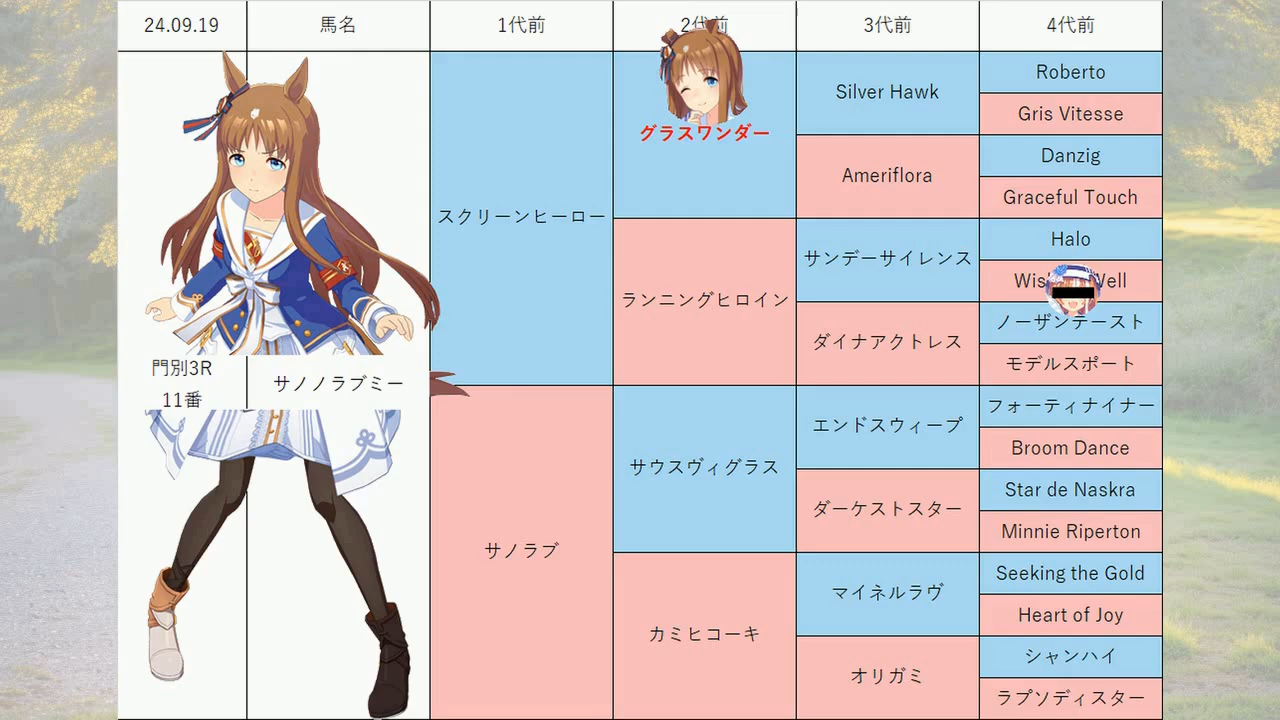 24.09.19 馬名 1代前 2代前 3代前 4代前
門別3R
11番
サノノラブミー
スクリーンヒーロー
サノラブ
グラスワンダー
ランニングヒロイン
サウスヴィグラス
カミヒコーキ
Silver Hawk
Ameriflora
サンデーサイレンス
ダイナアクトレス
エンドスウィープ
ダーケストスター
マイネルラヴ
オリガミ
Roberto
Gris Vitesse
Danzig
Graceful Touch
Halo
ノーザンテースト
モデルスポート
フォーティナイナー
Broom Dance
Star de Naskra
Minnie Riperton
Seeking the Gold
Heart of Joy
シャンハイ
ラプソディスター